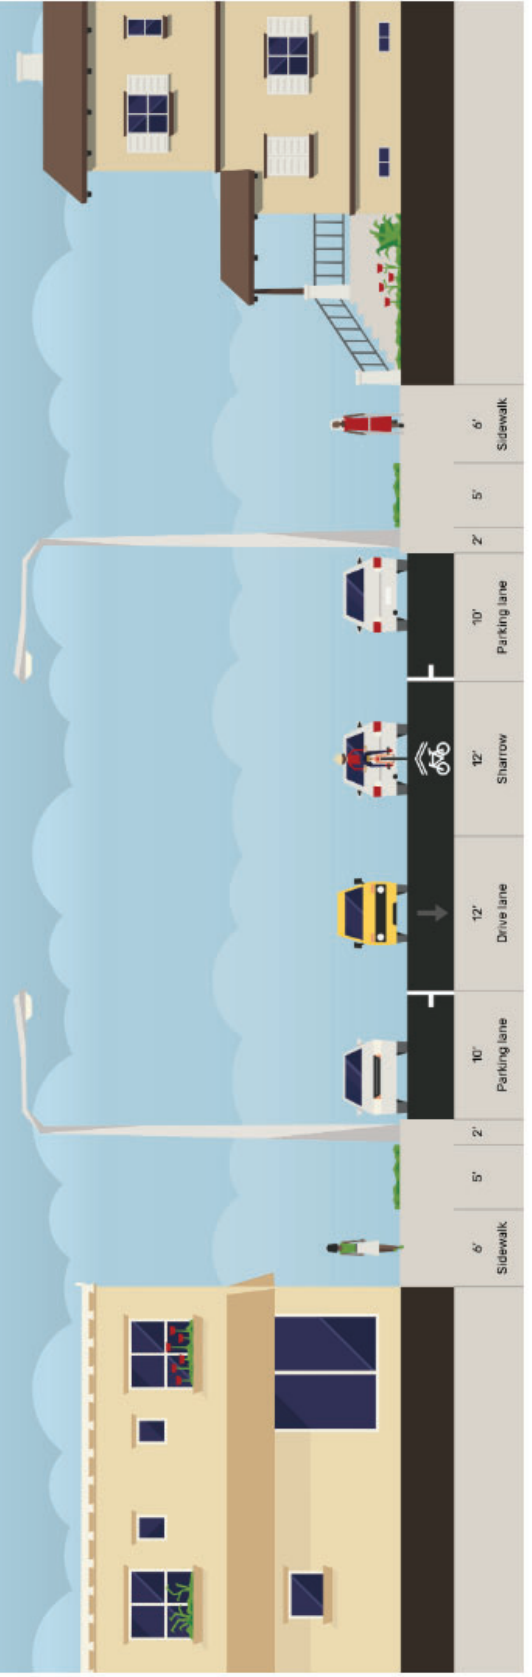 6'
Sidewalk
5'
2'
10'
Parking lane
12'
Drive lane
12'
Sharrow
10'
Parking lane
2'
5'
6'
Sidewalk